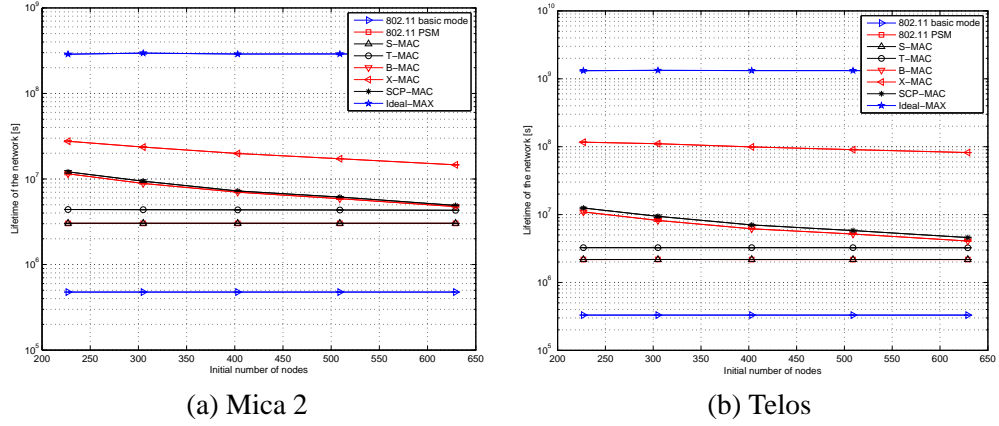 10^9
10^8
10^7
10^6
10^5
Lifetime of the network [s]
802.11 basic mode
802.11 PSM
S-MAC
T-MAC
B-MAC
X-MAC
SCP-MAC
Ideal-MAX
200 250 300 350 400 450 500 550 600 650
Initial number of nodes
(a) Mica 2
10^10
10^9
10^8
10^7
10^6
10^5
Lifetime of the network [s]
802.11 basic mode
802.11 PSM
S-MAC
T-MAC
B-MAC
X-MAC
SCP-MAC
Ideal-MAX
200 250 300 350 400 450 500 550 600 650
Initial number of nodes
(b) Telos